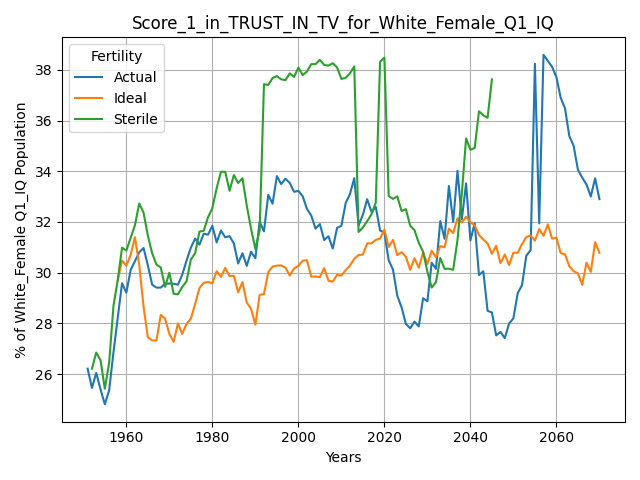 Score_1_in_TRUST_IN_TV_for_White_Female_Q1_IQ
Fertility
Actual
Ideal
Sterile
% of White_Female Q1_IQ Population
38
36
34
32
30
28
26
1960
1980
2000
2020
2040
2060
Years